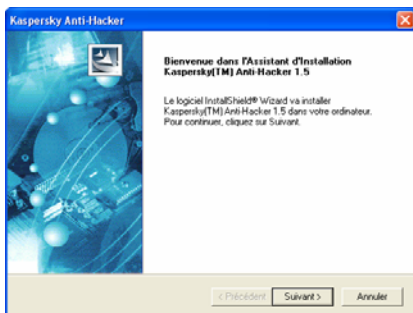 Kaspersky Anti-Hacker
Bienvenue dans l'Assistant d'Installation
Kaspersky(TM) Anti-Hacker 1.5
Le logiciel InstallShield® Wizard va installer
Kaspersky(TM) Anti-Hacker 1.5 dans votre ordinateur.
Pour continuer, cliquez sur Suivant.
< Précédent Suivant > Annuler